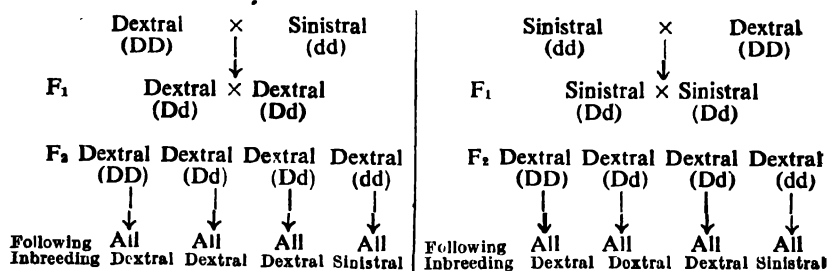 Dextral × Sinistral
(DD) (dd)
F₁ Dextral × Dextral
(Dd) (Dd)
F₂ Dextral Dextral Dextral Dextral
(DD) (Dd) (Dd) (dd)
Following All All All All
Inbreeding Dextral Dextral Dextral Sinistral
Sinistral × Dextral
(dd) (DD)
F₁ Sinistral × Sinistral
(Dd) (Dd)
F₂ Dextral Dextral Dextral Dextral
(DD) (Dd) (Dd) (dd)
Following All All All All
Inbreeding Dextral Doxtral Dextral Sinistral